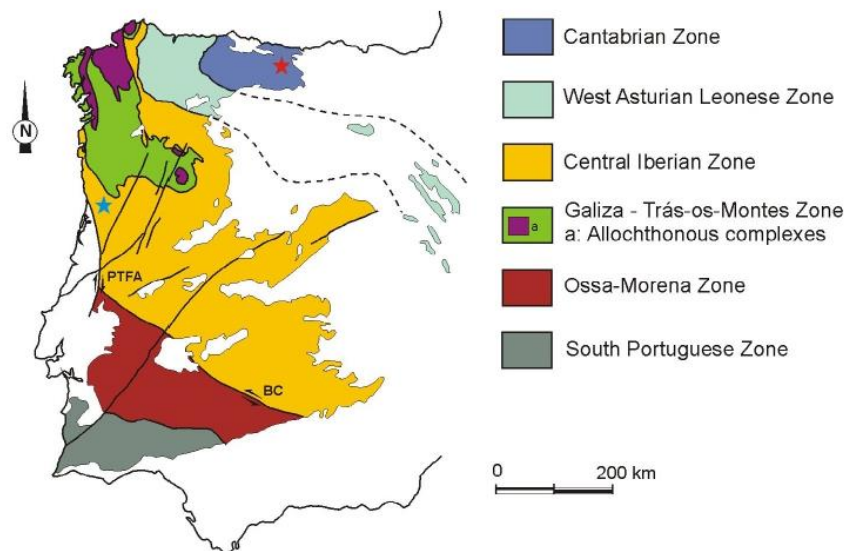 Cantabrian Zone
West Asturian Leonese Zone
N
Central Iberian Zone
Galiza - Trás-os-Montes Zone
a
a: Allochthonous complexes
PTFA
Ossa-Morena Zone
South Portuguese Zone
BC
0
200 km